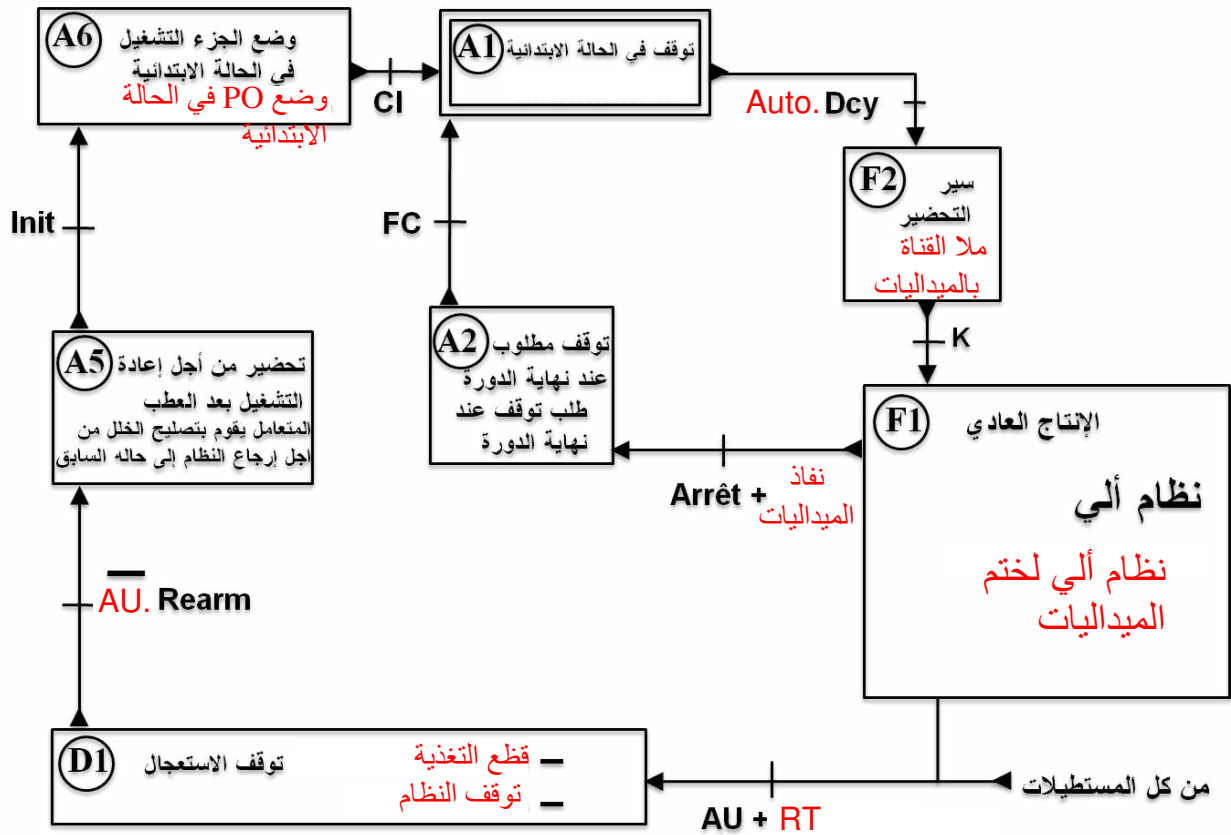 A6
وضع الجزء التشغيل
في الحالة الابتدائية
وضع PO في الحالة
الابتدائية
CI
A1
توقف في الحالة الابتدائية
Auto. Dcy
F2
سير
التحضير
ملا القناة
بالميداليات
K
Init
FC
A5
تحضير من أجل إعادة
التشغيل بعد العطب
المتعامل يقوم بتصليح الخلل من
اجل إرجاع النظام إلى حاله السابق
A2
توقف مطلوب
عند نهاية الدورة
طلب توقف عند
نهاية الدورة
F1
الإنتاج العادي
نظام ألي
نظام ألي لختم
الميداليات
Arrêt + نفاذ
الميداليات
A̅U̅. Rearm
D1
توقف الاستعجال
قظع التغذية –
توقف النظام –
AU + RT
من كل المستطيلات